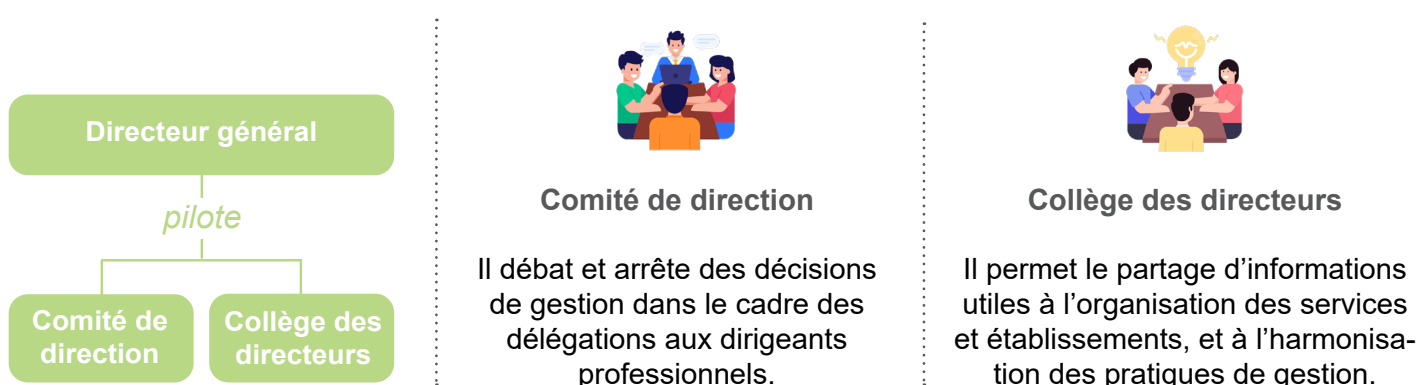 Directeur général
pilote
Comité de
direction
Collège des
directeurs
Comité de direction
Il débat et arrête des décisions
de gestion dans le cadre des
délégations aux dirigeants
professionnels.
Collège des directeurs
Il permet le partage d’informations
utiles à l’organisation des services
et établissements, et à l’harmonisa-
tion des pratiques de gestion.